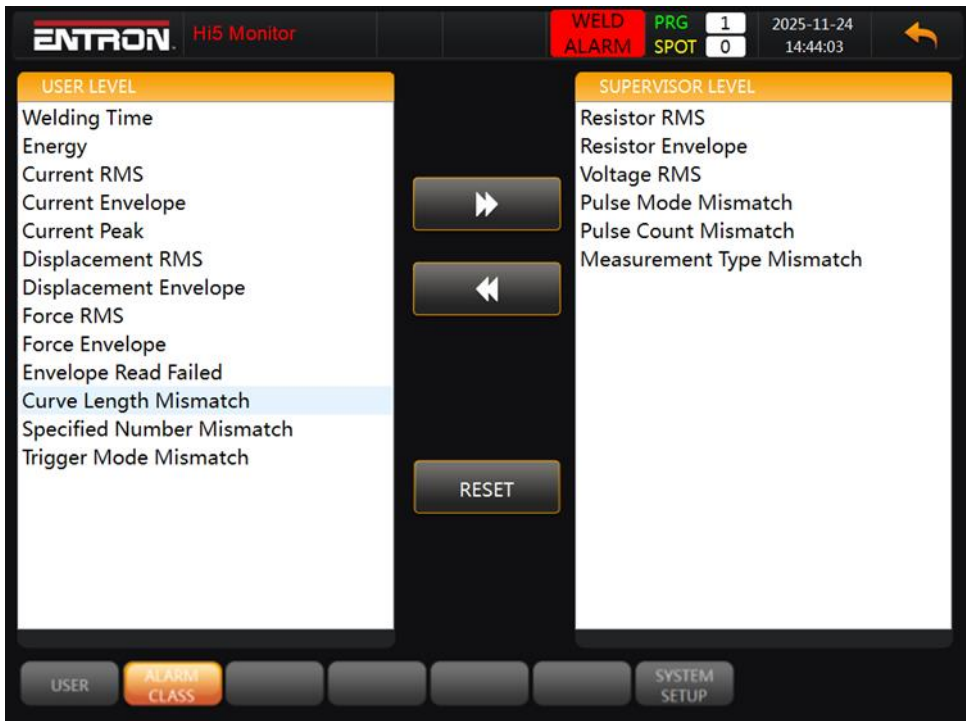 ENTRON.
Hi5 Monitor
WELD
ALARM
PRG 1
SPOT 0
2025-11-24
14:44:03
USER LEVEL
Welding Time
Energy
Current RMS
Current Envelope
Current Peak
Displacement RMS
Displacement Envelope
Force RMS
Force Envelope
Envelope Read Failed
Curve Length Mismatch
Specified Number Mismatch
Trigger Mode Mismatch
RESET
SUPERVISOR LEVEL
Resistor RMS
Resistor Envelope
Voltage RMS
Pulse Mode Mismatch
Pulse Count Mismatch
Measurement Type Mismatch
USER
ALARM
CLASS
SYSTEM
SETUP